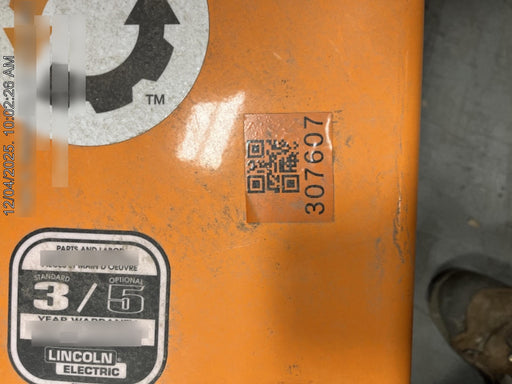 12/04/2025, 10:02:26 AM
TM
307607
PARTS AND LABOR
ET MAIN D'OEUVRE
STANDARD
OPTIONAL
3 / 5
YEAR WARRANTY
LINCOLN
ELECTRIC